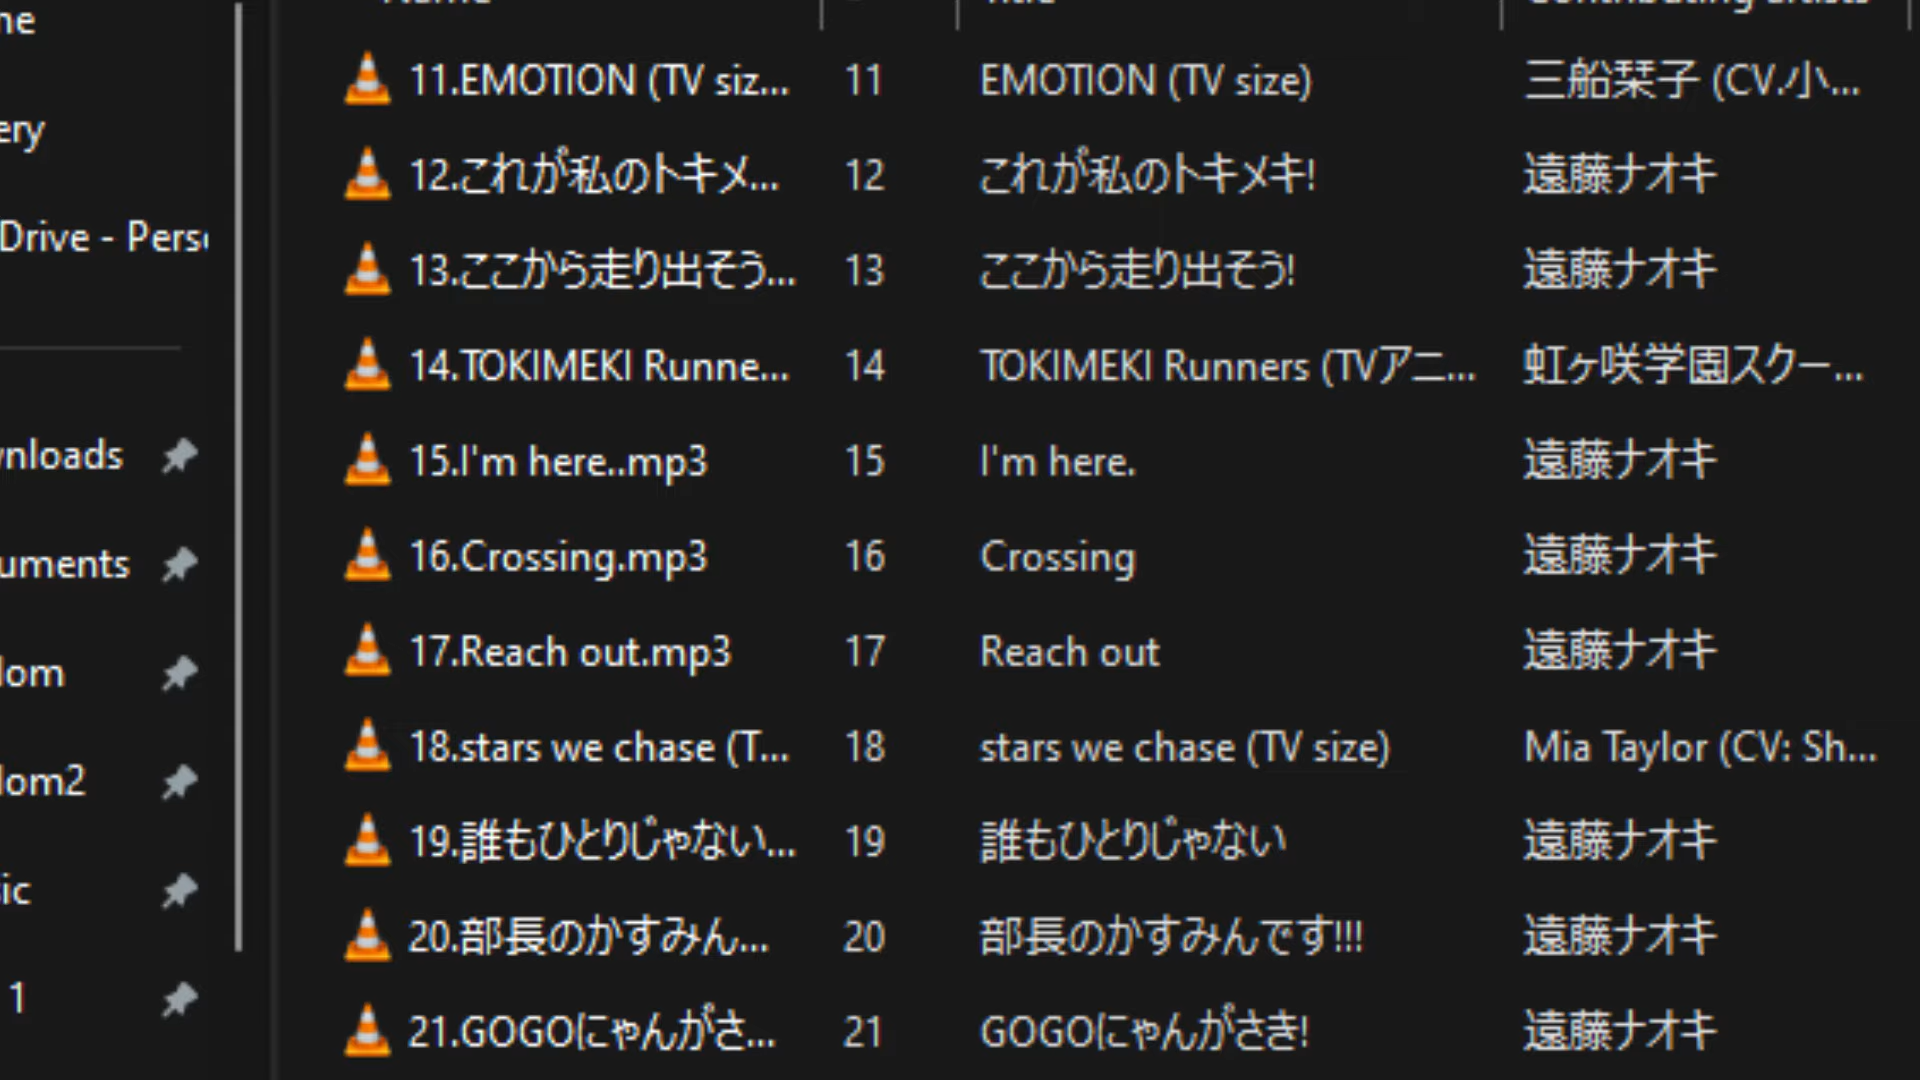 Name # Title Contributing artists
11.EMOTION (TV siz... 11 EMOTION (TV size) 三船栞子 (CV.小...
12.これが私のトキメ... 12 これが私のトキメキ! 遠藤ナオキ
13.ここから走り出そう... 13 ここから走り出そう! 遠藤ナオキ
14.TOKIMEKI Runne... 14 TOKIMEKI Runners (TVアニ... 虹ヶ咲学園スクー...
15.I'm here..mp3 15 I'm here. 遠藤ナオキ
16.Crossing.mp3 16 Crossing 遠藤ナオキ
17.Reach out.mp3 17 Reach out 遠藤ナオキ
18.stars we chase (T... 18 stars we chase (TV size) Mia Taylor (CV: Sh...
19.誰もひとりじゃない... 19 誰もひとりじゃない 遠藤ナオキ
20.部長のかすみん... 20 部長のかすみんです!!! 遠藤ナオキ
21.GOGOにゃんがさ... 21 GOGOにゃんがさき! 遠藤ナオキ
me
ery
Drive - Perso
wnloads
uments
dom
dom2
sic
1